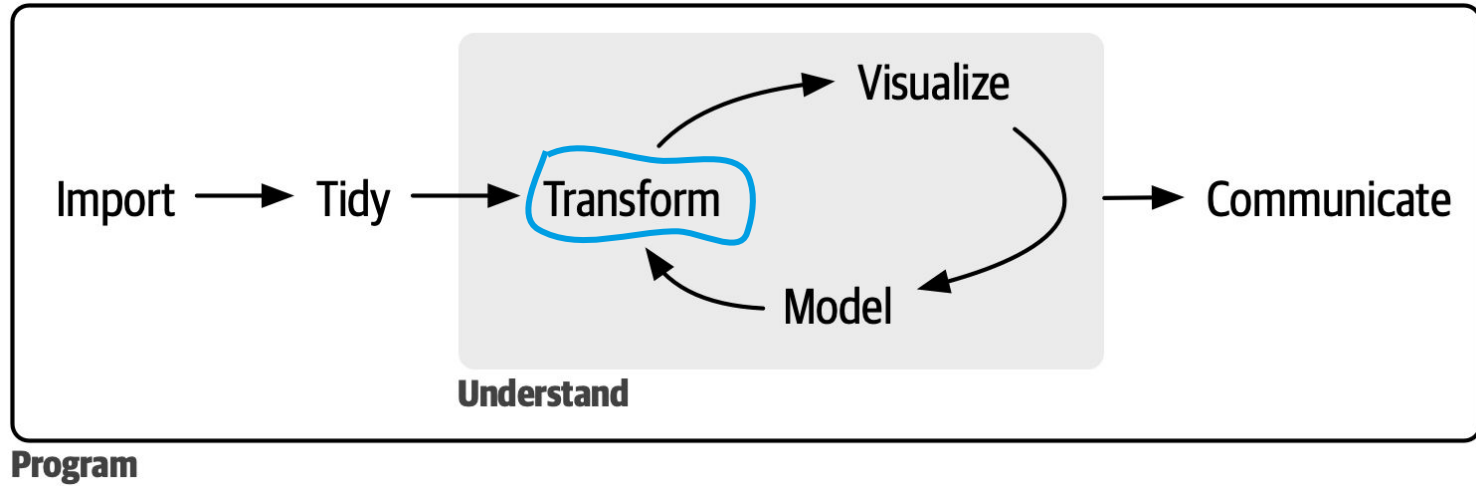 Visualize
Import
Tidy
Transform
Communicate
Model
Understand
Program